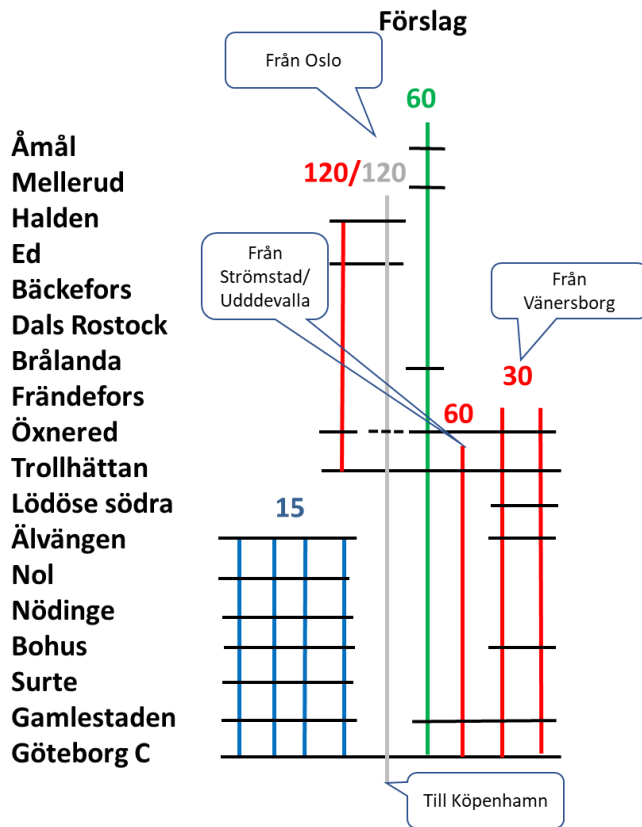 Förslag
Från Oslo
60
Åmål
Mellerud
120/120
Halden
Ed
Från
Strömstad/
Udddevalla
Från
Vänersborg
Bäckefors
Dals Rostock
Brålanda
30
Frändefors
60
Öxnered
Trollhättan
Lödöse södra
15
Älvängen
Nol
Nödinge
Bohus
Surte
Gamlestaden
Göteborg C
Till Köpenhamn